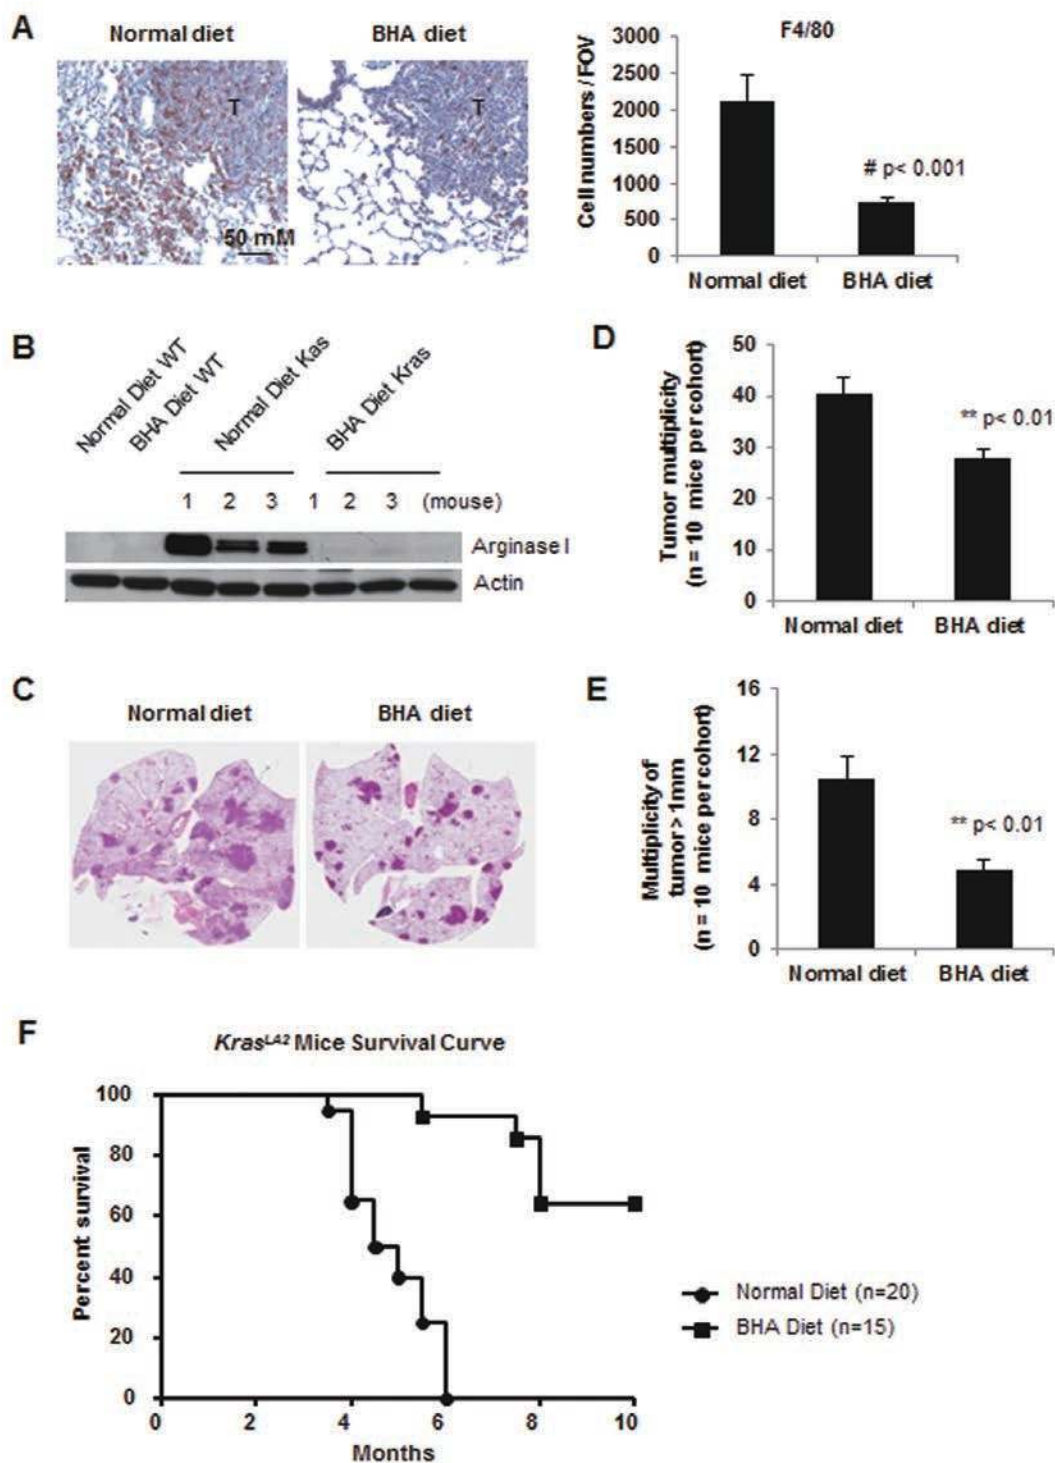 A
Normal diet
BHA diet
T
T
50 mM
F4/80
Cell numbers / FOV
3000
2500
2000
1500
1000
500
0
# p< 0.001
Normal diet
BHA diet
B
Normal Diet WT
BHA Diet WT
Normal Diet Kas
BHA Diet Kras
1 2 3 1 2 3 (mouse)
Arginase I
Actin
D
Tumor multiplicity
(n = 10 mice per cohort)
50
40
30
20
10
0
** p< 0.01
Normal diet
BHA diet
C
Normal diet
BHA diet
E
Multiplicity of
tumor > 1mm
(n = 10 mice per cohort)
16
12
8
4
0
** p< 0.01
Normal diet
BHA diet
F
KrasLA2 Mice Survival Curve
Percent survival
100
80
60
40
20
0
0 2 4 6 8 10
Months
Normal Diet (n=20)
BHA Diet (n=15)